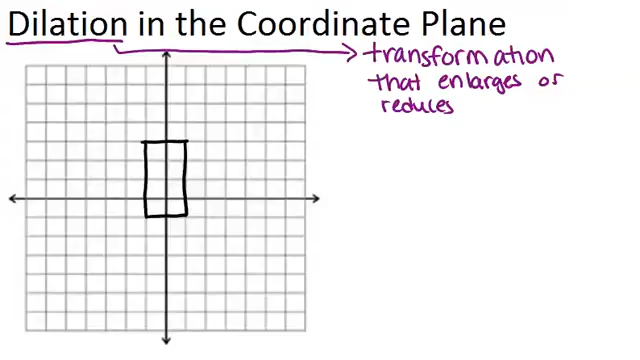 Dilation in the Coordinate Plane
transformation
that enlarges or
reduces